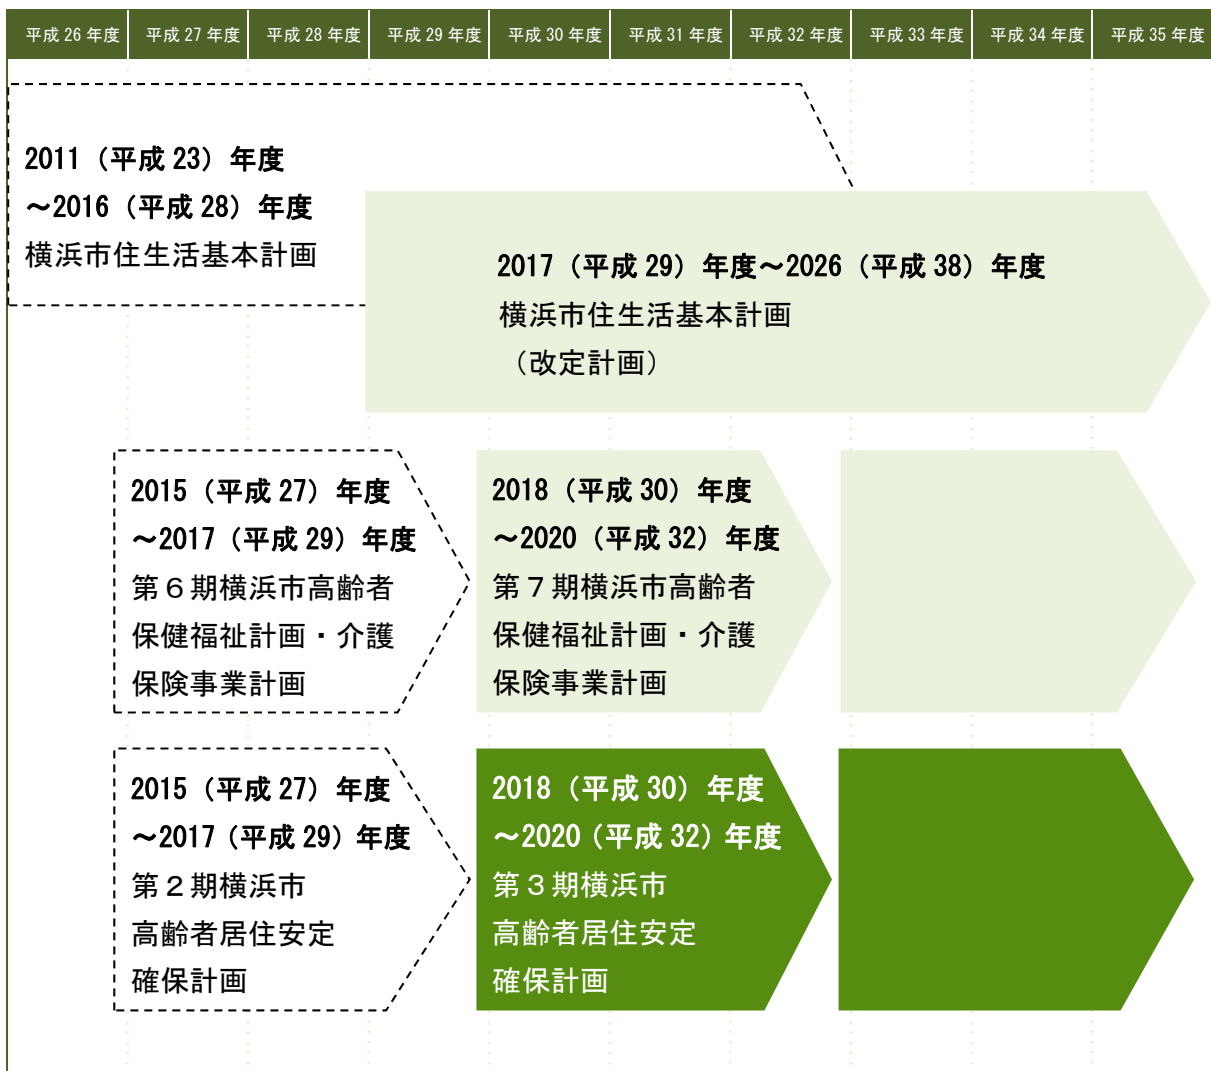 平成 26 年度 平成 27 年度 平成 28 年度 平成 29 年度 平成 30 年度 平成 31 年度 平成 32 年度 平成 33 年度 平成 34 年度 平成 35 年度
2011（平成 23）年度
～2016（平成 28）年度
横浜市住生活基本計画
2017（平成 29）年度～2026（平成 38）年度
横浜市住生活基本計画
（改定計画）
2015（平成 27）年度
～2017（平成 29）年度
第６期横浜市高齢者
保健福祉計画・介護
保険事業計画
2018（平成 30）年度
～2020（平成 32）年度
第７期横浜市高齢者
保健福祉計画・介護
保険事業計画
2015（平成 27）年度
～2017（平成 29）年度
第２期横浜市
高齢者居住安定
確保計画
2018（平成 30）年度
～2020（平成 32）年度
第３期横浜市
高齢者居住安定
確保計画